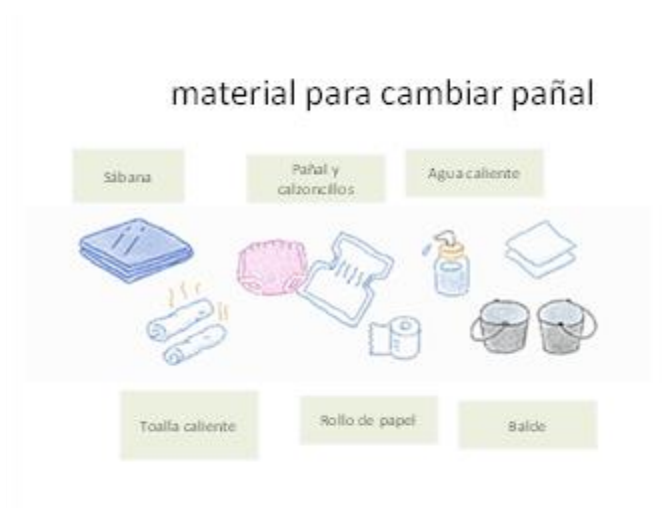 material para cambiar pañal
Sábana
Pañal y
calzoncillos
Agua caliente
Toalla caliente
Rollo de papel
Balde